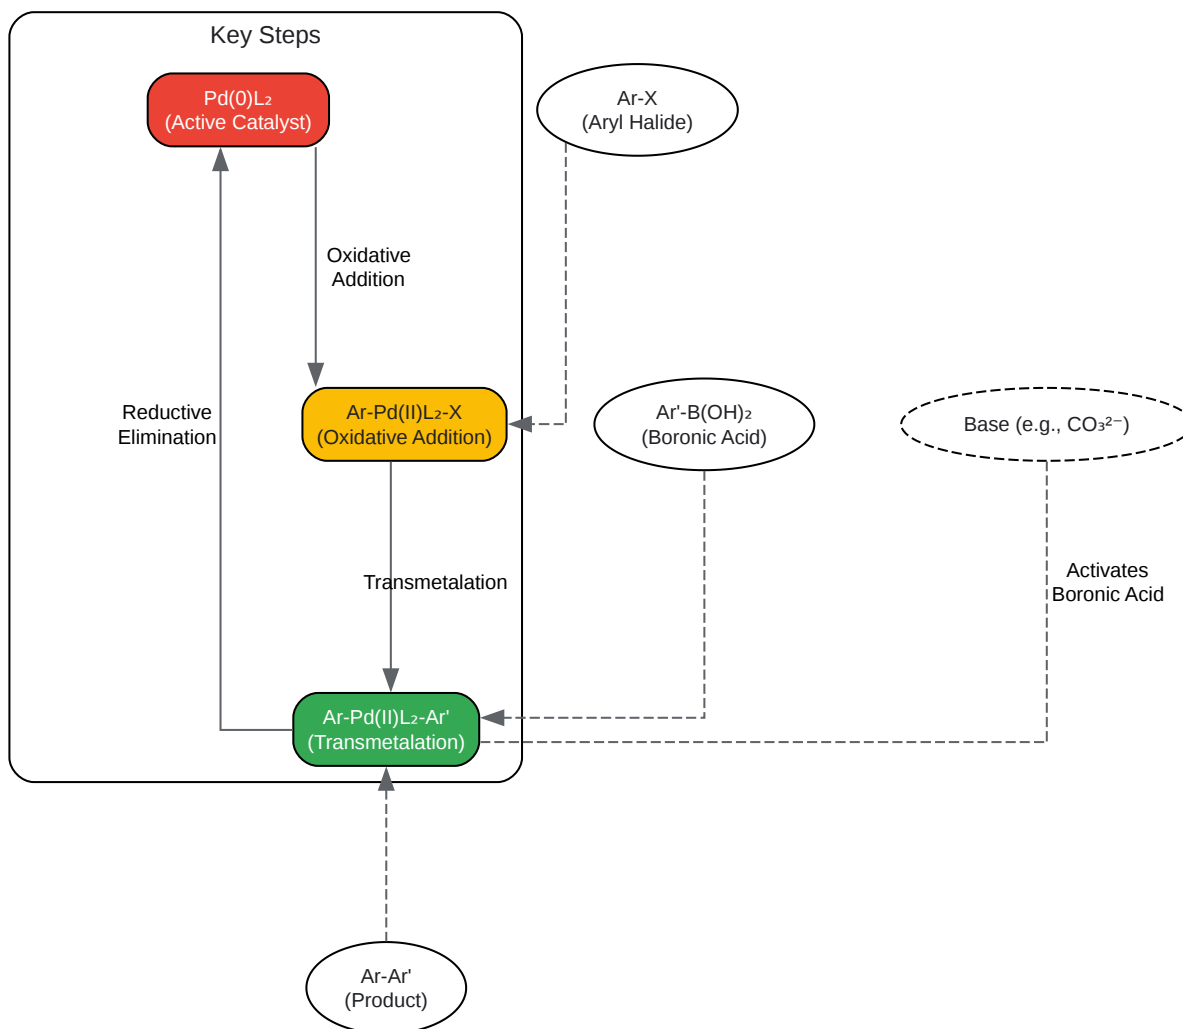 Key Steps
Pd(0)L₂
(Active Catalyst)
Ar-X
(Aryl Halide)
Oxidative
Addition
Reductive
Elimination
Ar-Pd(II)L₂-X
(Oxidative Addition)
Ar'-B(OH)₂
(Boronic Acid)
Base (e.g., CO₃²⁻)
Transmetalation
Activates
Boronic Acid
Ar-Pd(II)L₂-Ar'
(Transmetalation)
Ar-Ar'
(Product)